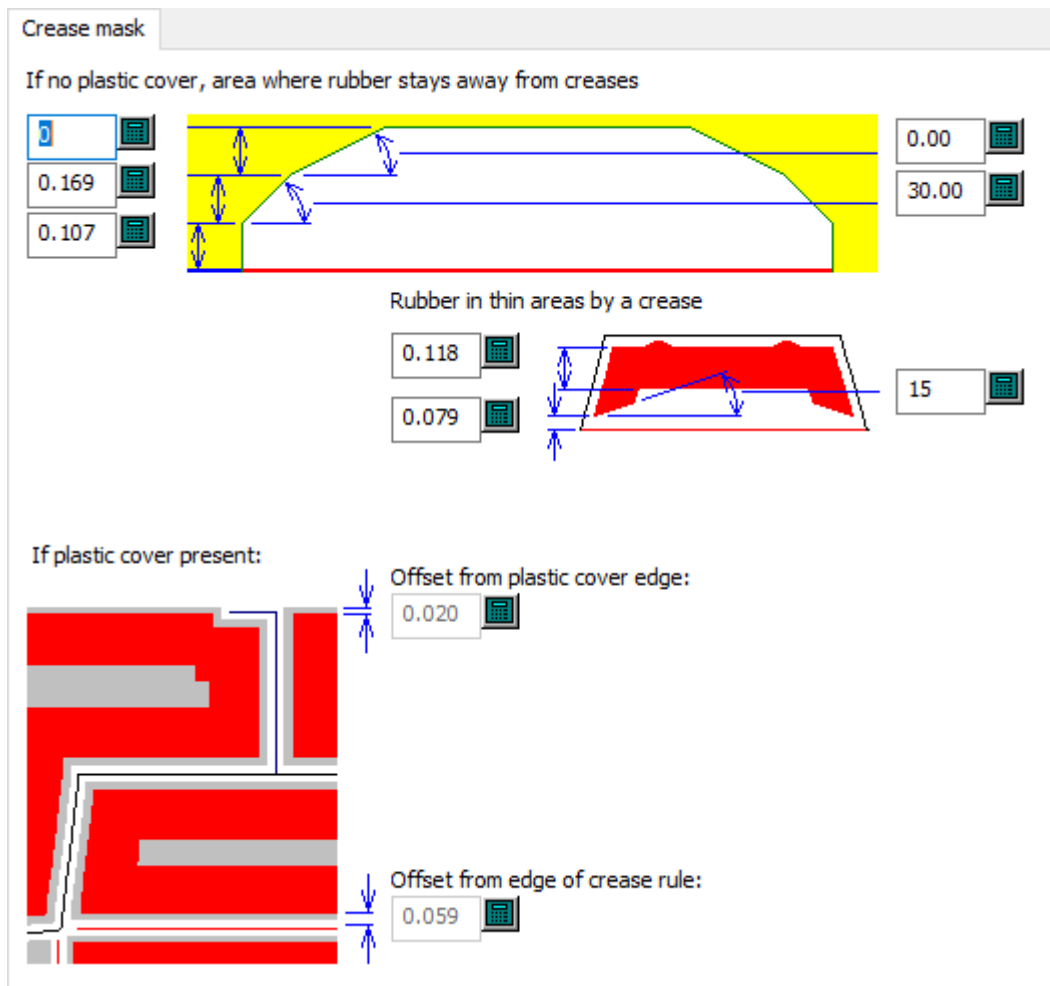 Crease mask
If no plastic cover, area where rubber stays away from creases
0
0.00
0.169
30.00
0.107
Rubber in thin areas by a crease
0.118
15
0.079
If plastic cover present:
Offset from plastic cover edge:
0.020
Offset from edge of crease rule:
0.059